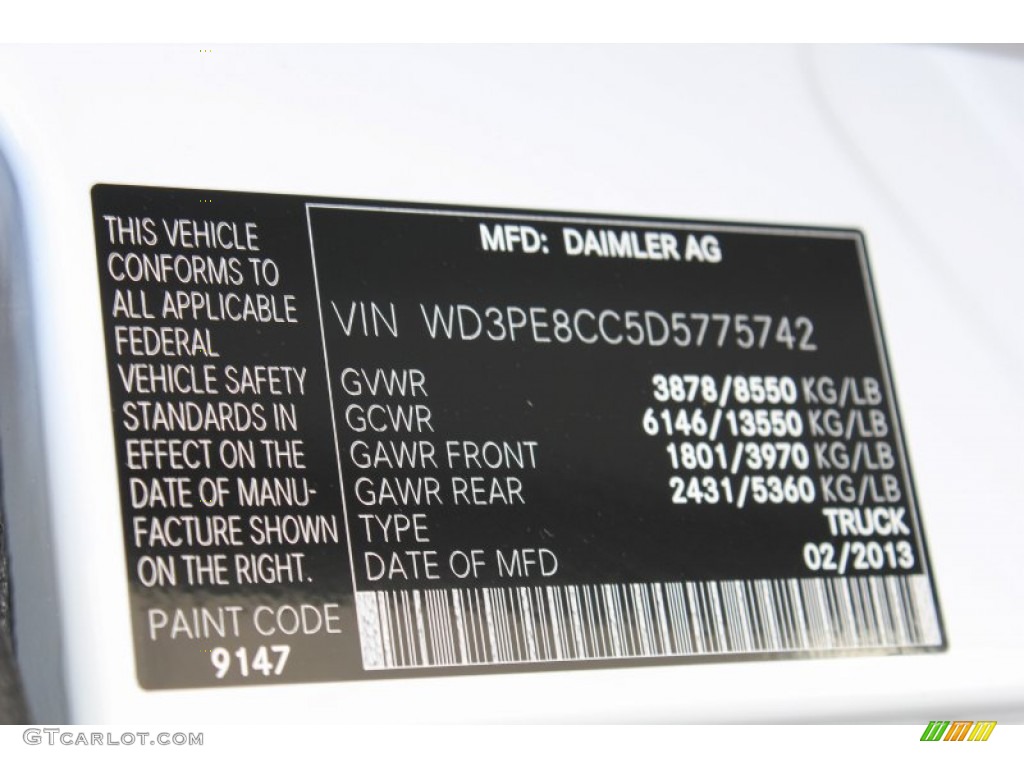 THIS VEHICLE
CONFORMS TO
ALL APPLICABLE
FEDERAL
VEHICLE SAFETY
STANDARDS IN
EFFECT ON THE
DATE OF MANU-
FACTURE SHOWN
ON THE RIGHT.
PAINT CODE
9147
MFD: DAIMLER AG
VIN WD3PE8CC5D5775742
GVWR 3878/8550 KG/LB
GCWR 6146/13550 KG/LB
GAWR FRONT 1801/3970 KG/LB
GAWR REAR 2431/5360 KG/LB
TYPE TRUCK
DATE OF MFD 02/2013
GTCARLOT.COM